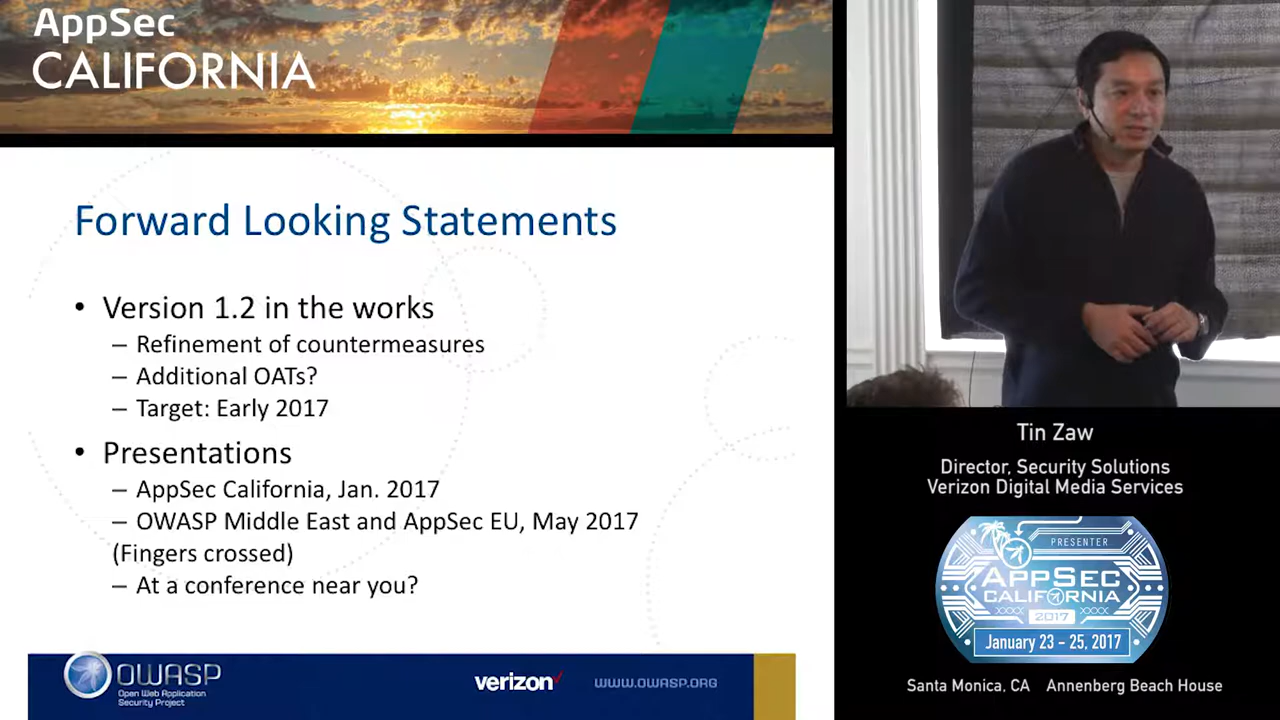 AppSec
CALIFORNIA
Forward Looking Statements
• Version 1.2 in the works
– Refinement of countermeasures
– Additional OATs?
– Target: Early 2017
• Presentations
– AppSec California, Jan. 2017
– OWASP Middle East and AppSec EU, May 2017
(Fingers crossed)
– At a conference near you?
OWASP
Open Web Application
Security Project
verizon
WWW.OWASP.ORG
Tin Zaw
Director, Security Solutions
Verizon Digital Media Services
PRESENTER
APPSEC
CALIFORNIA
XXXX 2017 XXXX
January 23 - 25, 2017
Santa Monica, CA Annenberg Beach House